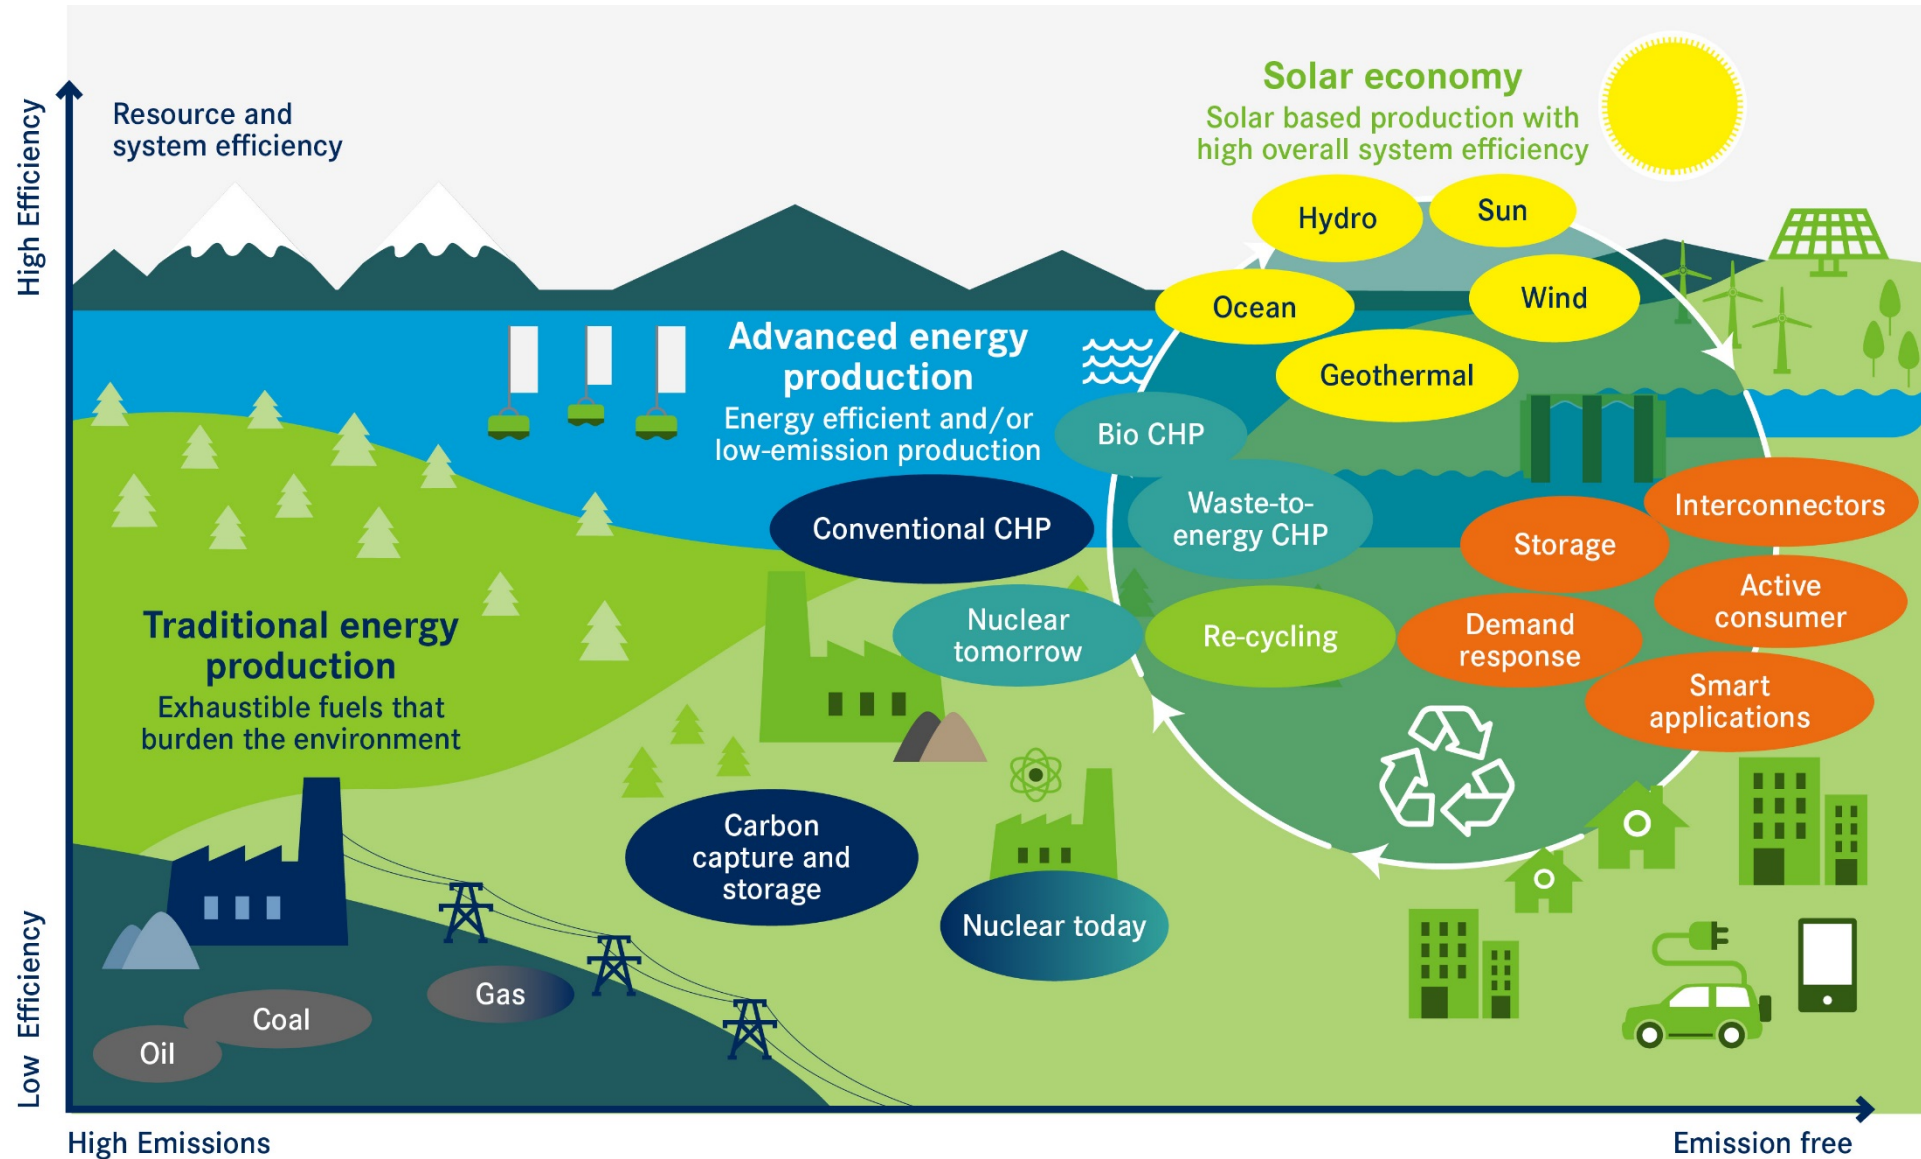 High Efficiency
Low Efficiency
Resource and
system efficiency
Solar economy
Solar based production with
high overall system efficiency
Hydro
Sun
Ocean
Wind
Geothermal
Advanced energy
production
Energy efficient and/or
low-emission production
Bio CHP
Conventional CHP
Waste-to-
energy CHP
Interconnectors
Storage
Active
consumer
Nuclear
tomorrow
Re-cycling
Demand
response
Smart
applications
Traditional energy
production
Exhaustible fuels that
burden the environment
Carbon
capture and
storage
Nuclear today
Gas
Coal
Oil
High Emissions
Emission free